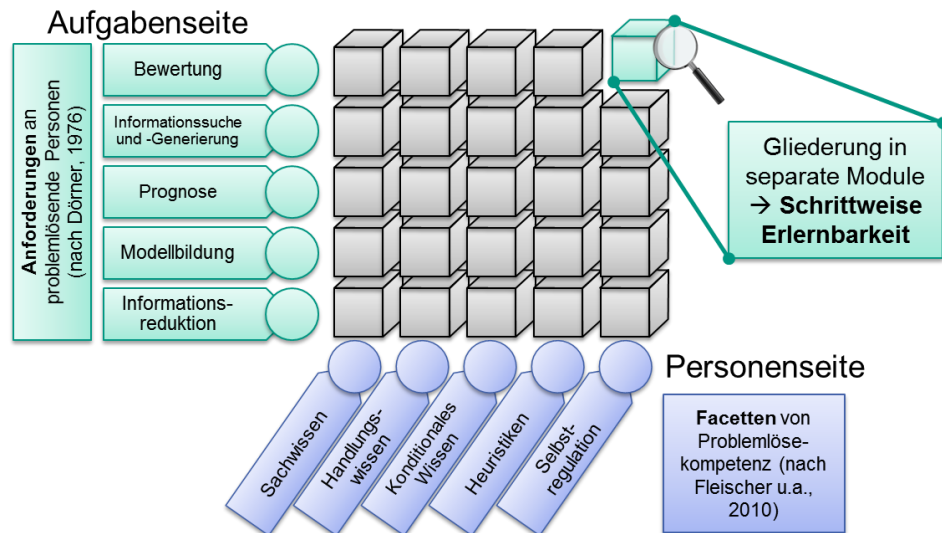 Aufgabenseite
Anforderungen an
problemlösende Personen
(nach Dörner, 1976)
Bewertung
Informationssuche
und -Generierung
Prognose
Modellbildung
Informations-
reduktion
Gliederung in
separate Module
→ Schrittweise
Erlernbarkeit
Sachwissen
Handlungs-
wissen
Konditionales
Wissen
Heuristiken
Selbst-
regulation
Personenseite
Facetten von
Problemlöse-
kompetenz (nach
Fleischer u.a.,
2010)